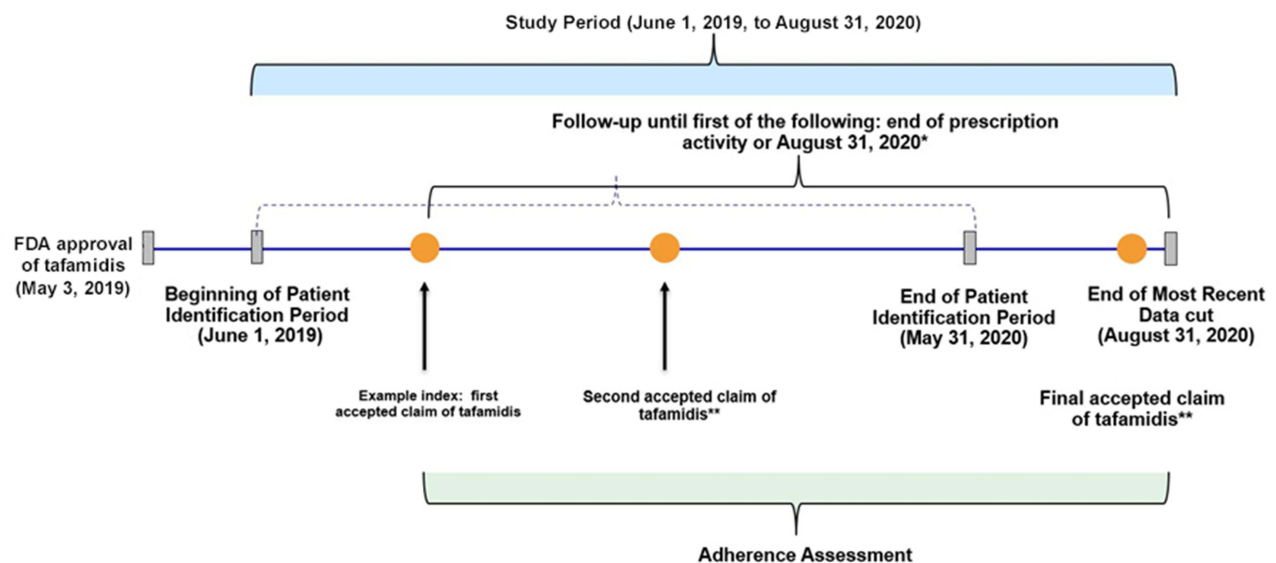 Study Period (June 1, 2019, to August 31, 2020)
Follow-up until first of the following: end of prescription
activity or August 31, 2020*
FDA approval
of tafamidis
(May 3, 2019)
Beginning of Patient
Identification Period
(June 1, 2019)
End of Patient
Identification Period
(May 31, 2020)
End of Most Recent
Data cut
(August 31, 2020)
Example index: first
accepted claim of tafamidis
Second accepted claim of
tafamidis**
Final accepted claim
of tafamidis**
Adherence Assessment